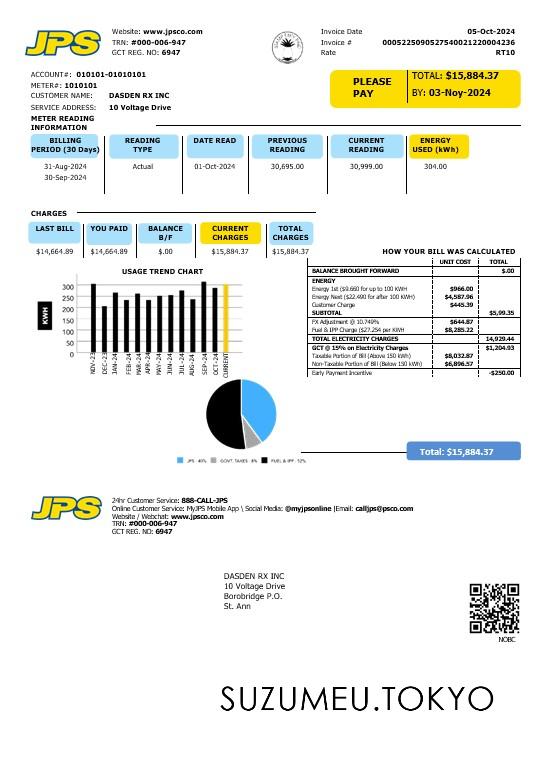 JPS
Website: www.jpsco.com
TRN: #000-006-947
GCT REG. NO: 6947
Invoice Date 05-Oct-2024
Invoice # 0005225090527540021220004236
Rate RT10
ACCOUNT#: 010101-01010101
METER#: 1010101
CUSTOMER NAME: DASDEN RX INC
SERVICE ADDRESS: 10 Voltage Drive
PLEASE PAY
TOTAL: $15,884.37
BY: 03-Nov-2024
METER READING INFORMATION
BILLING PERIOD (30 Days) READING TYPE DATE READ PREVIOUS READING CURRENT READING ENERGY USED (kWh)
31-Aug-2024 Actual 01-Oct-2024 30,695.00 30,999.00 304.00
30-Sep-2024
CHARGES
LAST BILL YOU PAID BALANCE B/F CURRENT CHARGES TOTAL CHARGES
$14,664.89 $14,664.89 $.00 $15,884.37 $15,884.37
HOW YOUR BILL WAS CALCULATED
UNIT COST TOTAL
BALANCE BROUGHT FORWARD $.00
ENERGY
Energy 1st ($9.660 for up to 100 KWH $966.00
Energy Next ($22.490 for after 100 KWH) $4,587.96
Customer Charge $445.39
SUBTOTAL $5,99.35
FX Adjustment @ 10.749% $644.87
Fuel & IPP Charge ($27.254 per KWH $8,285.22
TOTAL ELECTRICITY CHARGES 14,929.44
GCT @ 15% on Electricity Charges $1,204.93
Taxable Portion of Bill (Above 150 kWh) $8,032.87
Non-Taxable Portion of Bill (Below 150 kWh) $6,896.57
Early Payment Incentive -$250.00
USAGE TREND CHART
KWH
300
250
200
150
100
50
0
NOV-23 DEC-23 JAN-24 FEB-24 MAR-24 APR-24 MAY-24 JUN-24 JUL-24 AUG-24 SEP-24 OCT-24 CURRENT
JPS 40% GOVT. TAXES 8% FUEL & IPP 52%
Total: $15,884.37
JPS
24hr Customer Service: 888-CALL-JPS
Online Customer Service: MyJPS Mobile App \ Social Media: @myjpsonline |Email: calljps@psco.com
Website / Webchat: www.jpsco.com
TRN: #000-006-947
GCT REG. NO: 6947
DASDEN RX INC
10 Voltage Drive
Borobridge P.O.
St. Ann
NOBC
SUZUMEU.TOKYO